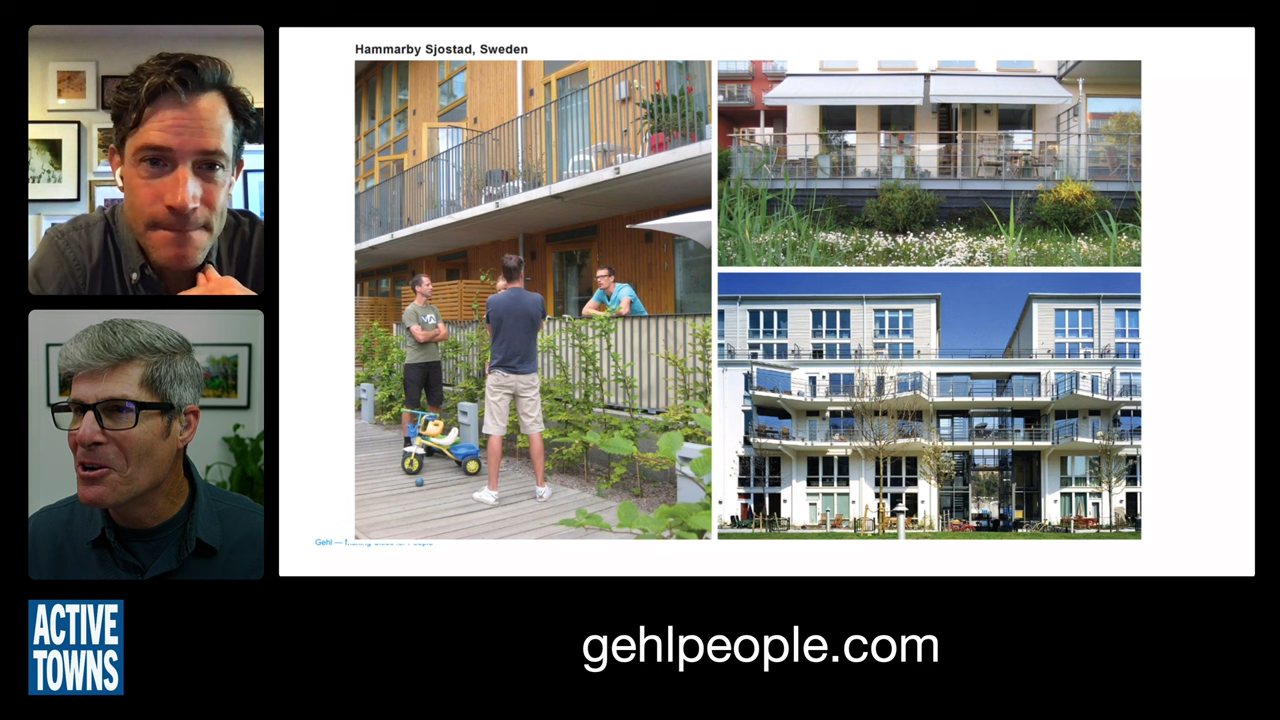 Hammarby Sjostad, Sweden
Gehl —
ACTIVE
TOWNS
gehlpeople.com